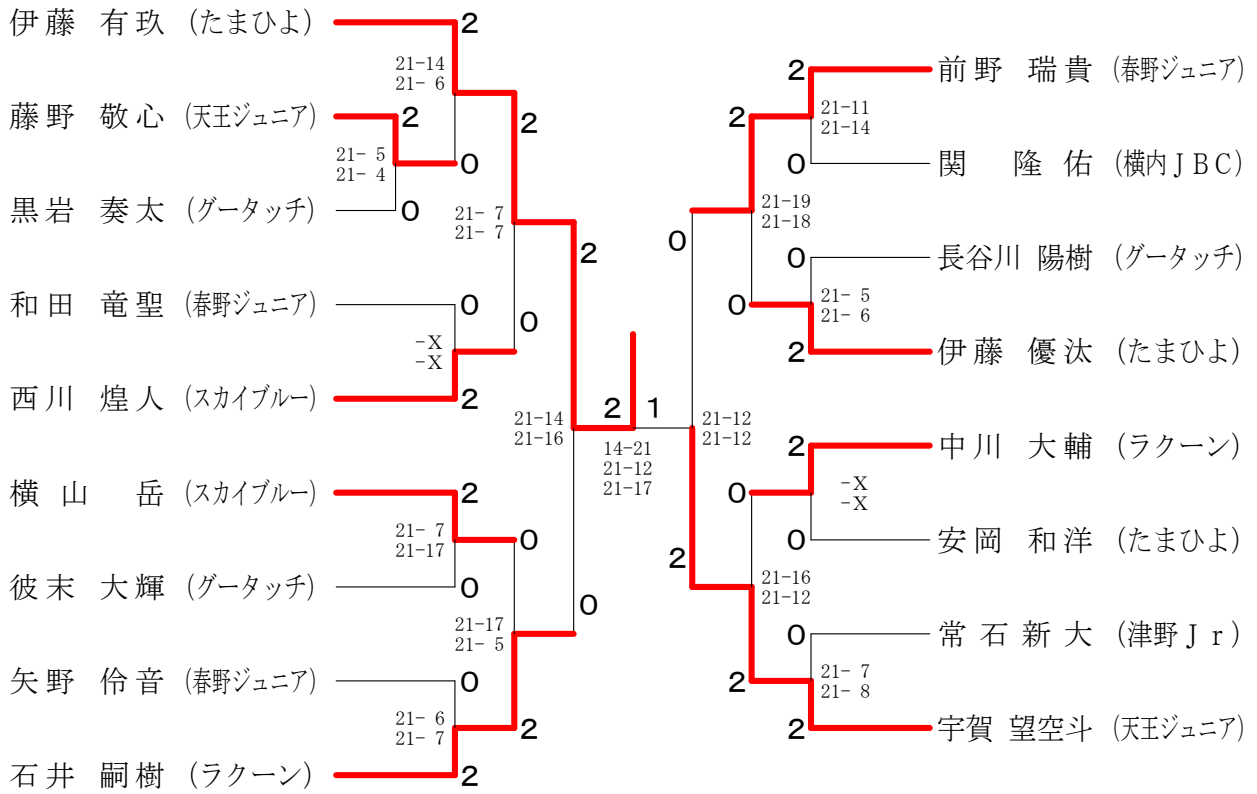 伊藤 有玖 (たまひよ)
2
21-14
21- 6
藤野 敬心 (天王ジュニア)
2
2
21- 5
21- 4
0
黒岩 奏太 (グータッチ)
0
21- 7
21- 7
2
和田 竜聖 (春野ジュニア)
0
0
-X
-X
西川 煌人 (スカイブルー)
2
21-14
21-16
横山 岳 (スカイブルー)
2
21- 7
21-17
0
彼末 大輝 (グータッチ)
0
0
21-17
21- 5
矢野 伶音 (春野ジュニア)
0
21- 6
21- 7
2
石井 嗣樹 (ラクーン)
2
2 1
14-21
21-12
21-17
2
前野 瑞貴 (春野ジュニア)
2
21-11
21-14
0
関 隆佑 (横内JBC)
21-19
21-18
0
0
長谷川 陽樹 (グータッチ)
0
21- 5
21- 6
2
伊藤 優汰 (たまひよ)
21-12
21-12
2
中川 大輔 (ラクーン)
0
-X
-X
0
安岡 和洋 (たまひよ)
2
21-16
21-12
0
常石新大 (津野Jr)
2
21- 7
21- 8
2
宇賀 望空斗 (天王ジュニア)